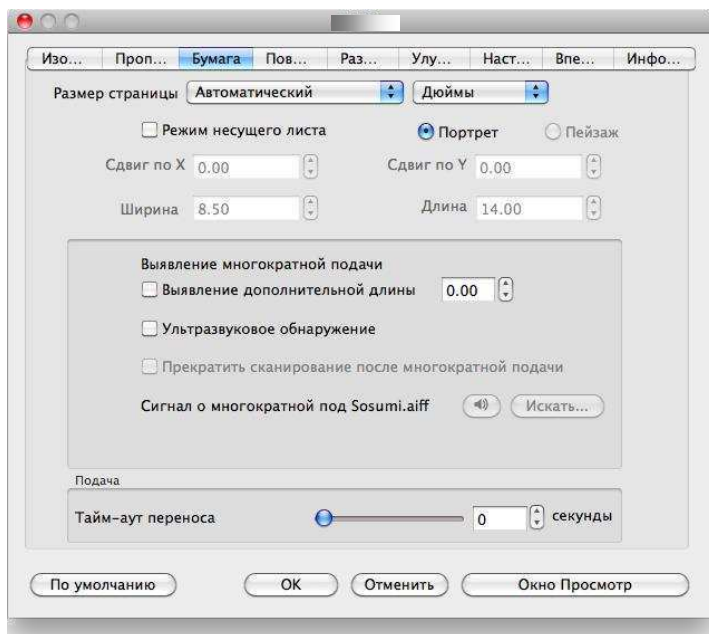 Изо... Проп... Бумага Пов... Раз... Улу... Наст... Впе... Инфо...
Размер страницы Автоматический Дюймы
Режим несущего листа Портрет Пейзаж
Сдвиг по X 0.00 Сдвиг по Y 0.00
Ширина 8.50 Длина 14.00
Выявление многократной подачи
Выявление дополнительной длины 0.00
Ультразвуковое обнаружение
Прекратить сканирование после многократной подачи
Сигнал о многократной под Sosumi.aiff Искать...
Подача
Тайм-аут переноса 0 секунды
По умолчанию OK Отменить Окно Просмотр